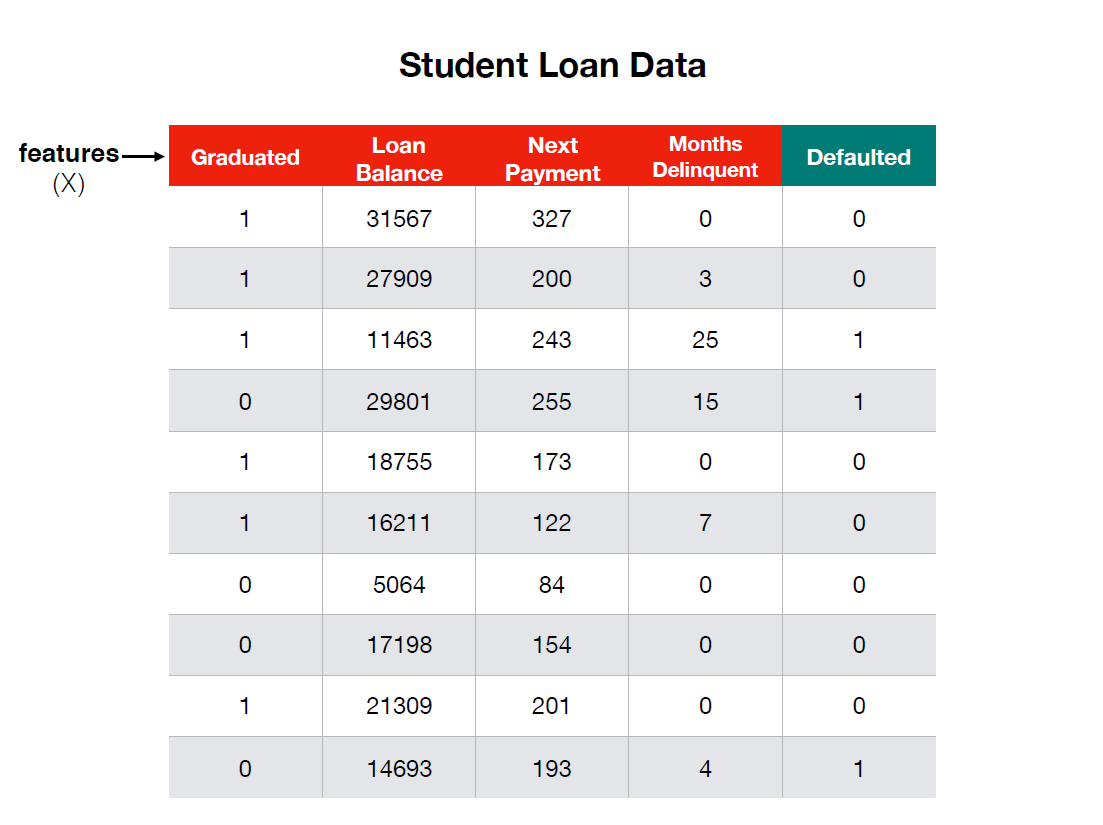 Student Loan Data
features
(X)
Graduated Loan Balance Next Payment Months Delinquent Defaulted
1 31567 327 0 0
1 27909 200 3 0
1 11463 243 25 1
0 29801 255 15 1
1 18755 173 0 0
1 16211 122 7 0
0 5064 84 0 0
0 17198 154 0 0
1 21309 201 0 0
0 14693 193 4 1